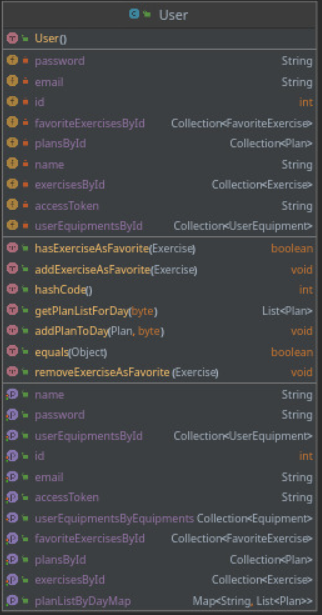 User
User()
password String
email String
id int
favoriteExercisesById Collection<FavoriteExercise>
plansById Collection<Plan>
name String
exercisesById Collection<Exercise>
accessToken String
userEquipmentsById Collection<UserEquipment>
hasExerciseAsFavorite(Exercise) boolean
addExerciseAsFavorite(Exercise) void
hashCode() int
getPlanListForDay(byte) List<Plan>
addPlanToDay(Plan, byte) void
equals(Object) boolean
removeExerciseAsFavorite (Exercise) void
name String
password String
userEquipmentsById Collection<UserEquipment>
id int
email String
accessToken String
userEquipmentsByEquipments Collection<Equipment>
favoriteExercisesById Collection<FavoriteExercise>
plansById Collection<Plan>
exercisesById Collection<Exercise>
planListByDayMap Map<String, List<Plan>>